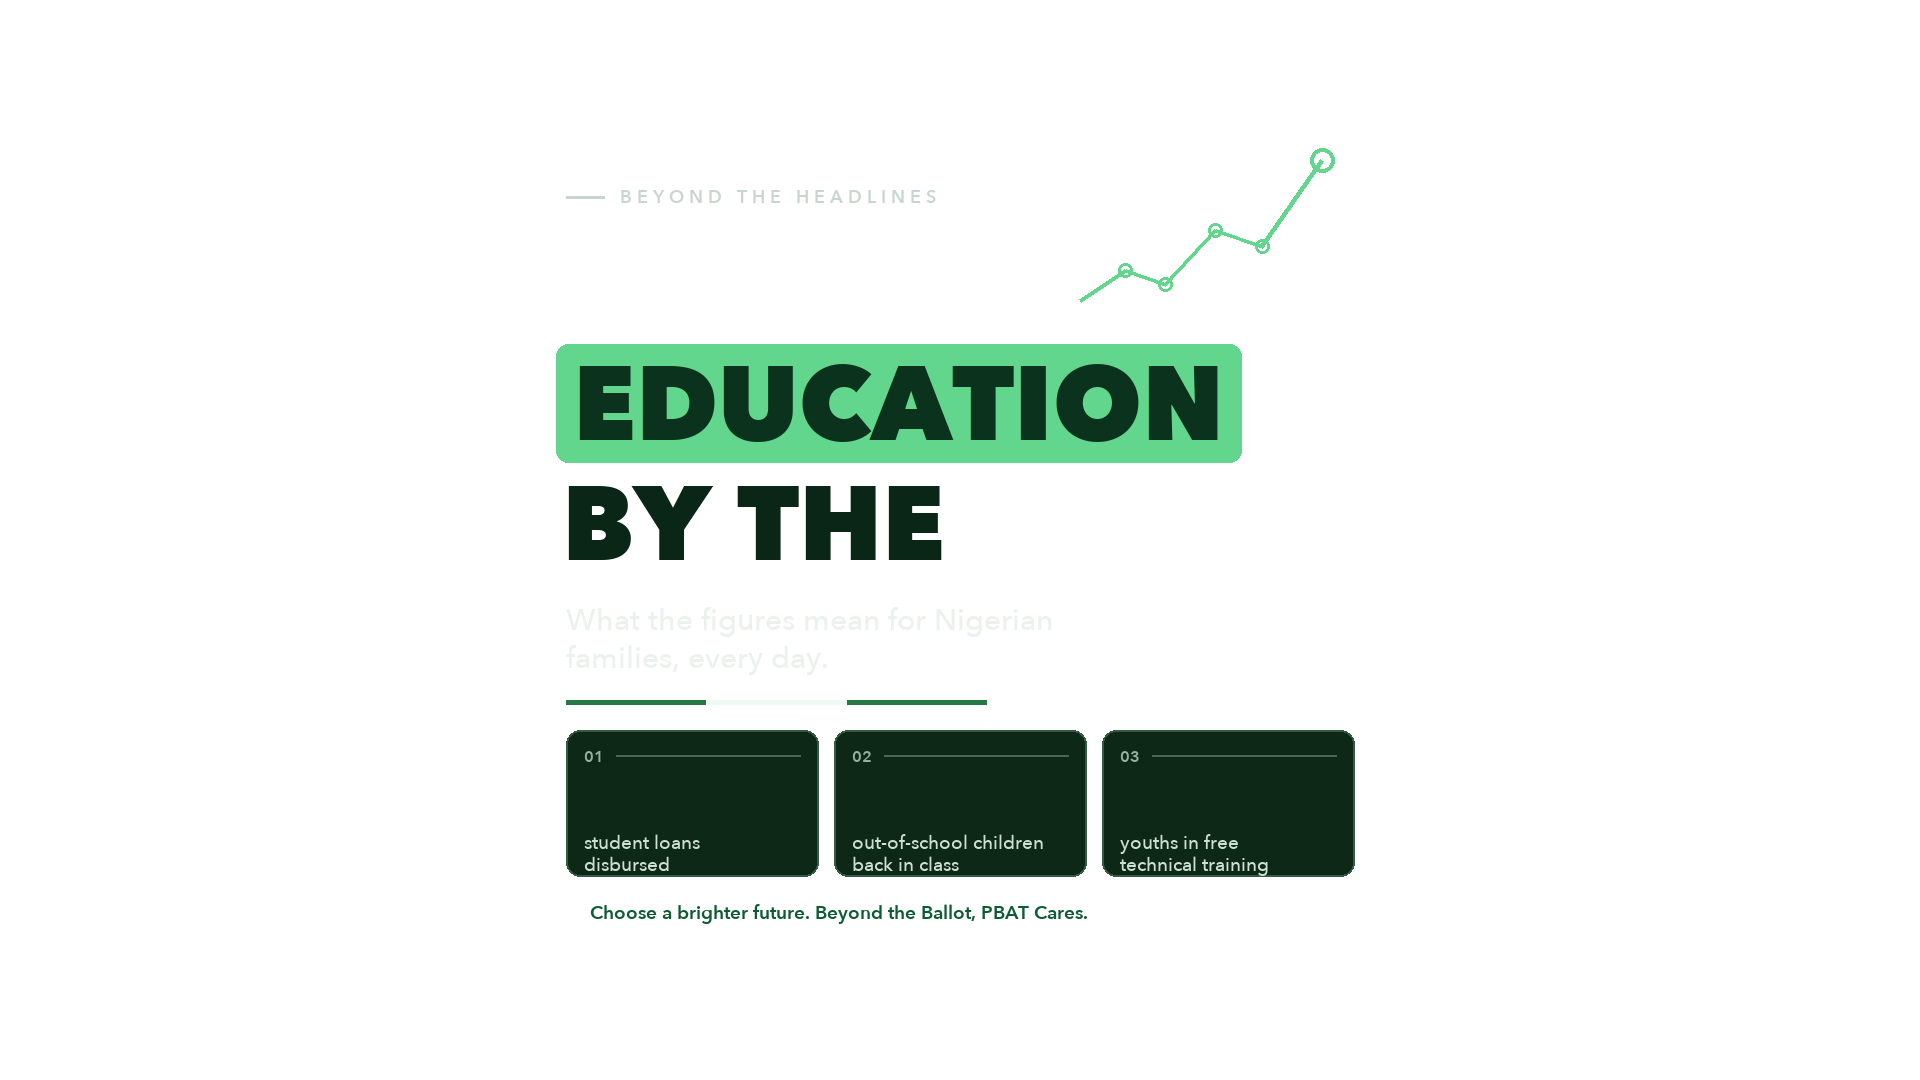 BEYOND THE HEADLINES
EDUCATION
BY THE
What the figures mean for Nigerian
families, every day.
01
student loans
disbursed
02
out-of-school children
back in class
03
youths in free
technical training
Choose a brighter future. Beyond the Ballot, PBAT Cares.